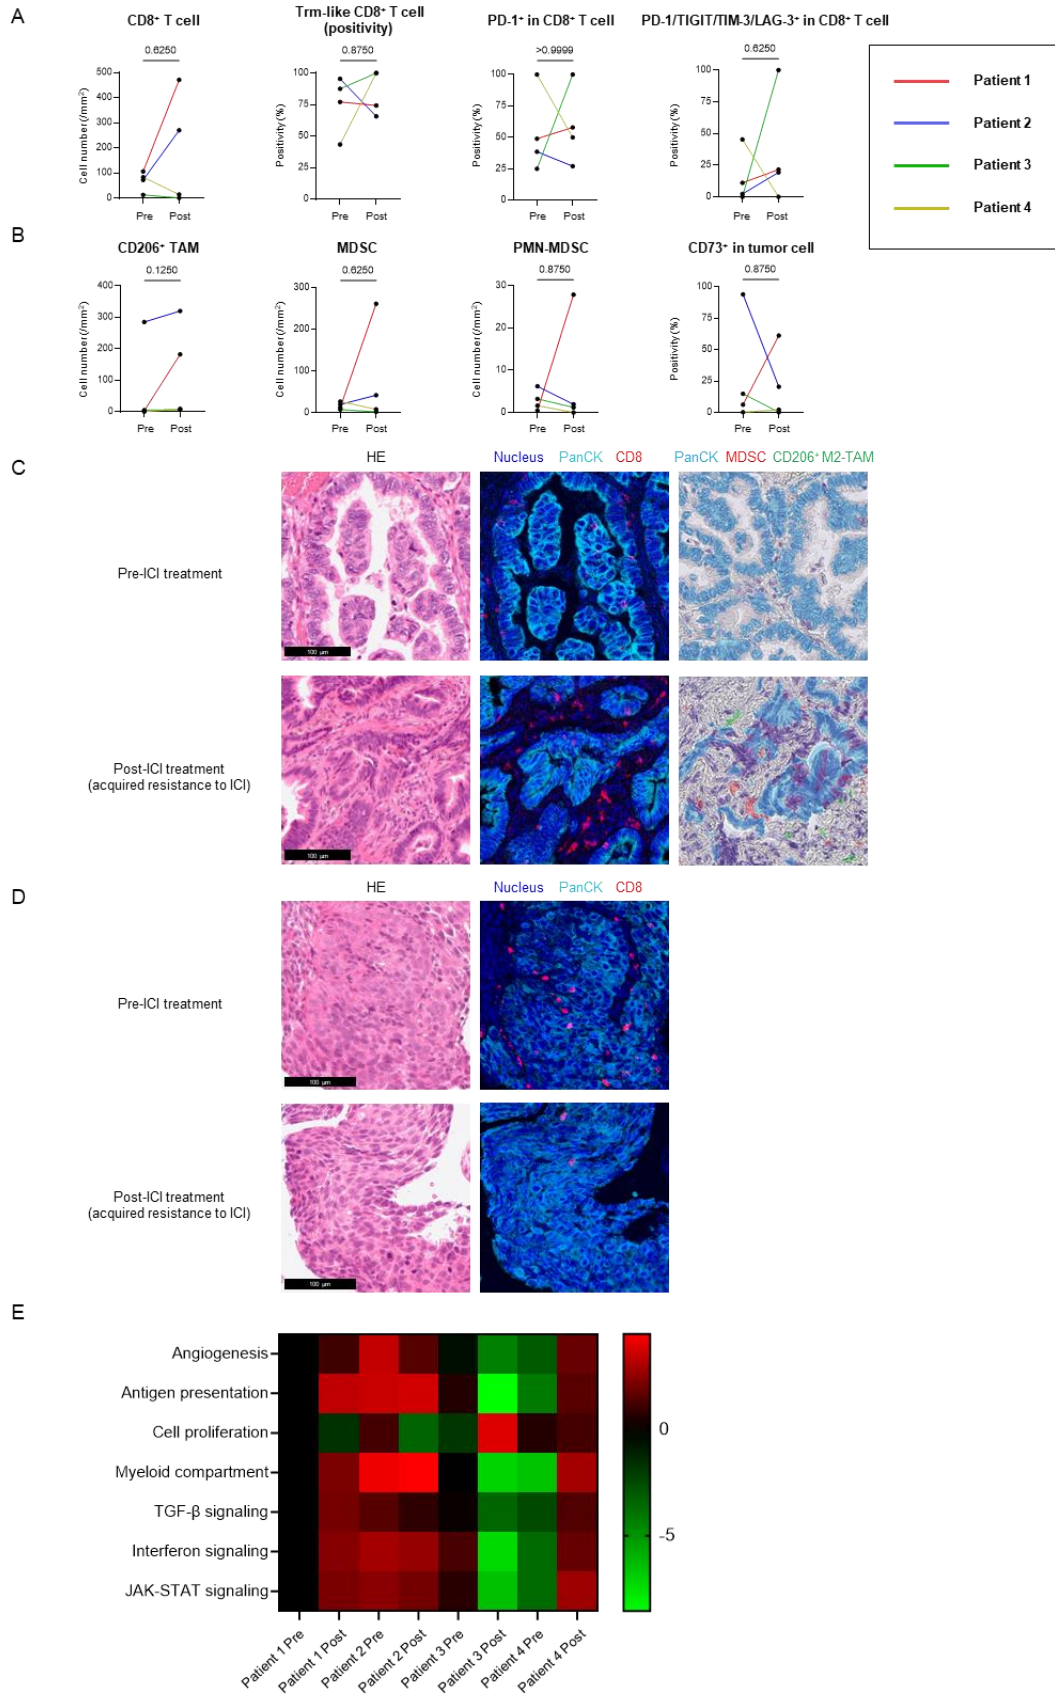 A
CD8⁺ T cell
0.6250
Cell number(/mm²)
500
400
300
200
100
0
Pre Post
Trm-like CD8⁺ T cell
(positivity)
0.8750
Positivity (%)
100
75
50
25
0
Pre Post
PD-1⁺ in CD8⁺ T cell
>0.9999
Positivity (%)
100
75
50
25
0
Pre Post
PD-1/TIGIT/TIM-3/LAG-3⁺ in CD8⁺ T cell
0.6250
Positivity (%)
100
75
50
25
0
Pre Post
Patient 1
Patient 2
Patient 3
Patient 4
B
CD206⁺ TAM
0.1250
Cell number(/mm²)
400
300
200
100
0
Pre Post
MDSC
0.6250
Cell number(/mm²)
300
200
100
0
Pre Post
PMN-MDSC
0.8750
Cell number(/mm²)
30
20
10
0
Pre Post
CD73⁺ in tumor cell
0.8750
Positivity (%)
100
75
50
25
0
Pre Post
C
HE
Nucleus PanCK CD8
PanCK MDSC CD206⁺ M2-TAM
Pre-ICI treatment
100 µm
Post-ICI treatment
(acquired resistance to ICI)
100 µm
D
HE
Nucleus PanCK CD8
Pre-ICI treatment
100 µm
Post-ICI treatment
(acquired resistance to ICI)
100 µm
E
Angiogenesis
Antigen presentation
Cell proliferation
Myeloid compartment
TGF-β signaling
Interferon signaling
JAK-STAT signaling
0
-5
Patient 1 Pre
Patient 1 Post
Patient 2 Pre
Patient 2 Post
Patient 3 Pre
Patient 3 Post
Patient 4 Pre
Patient 4 Post